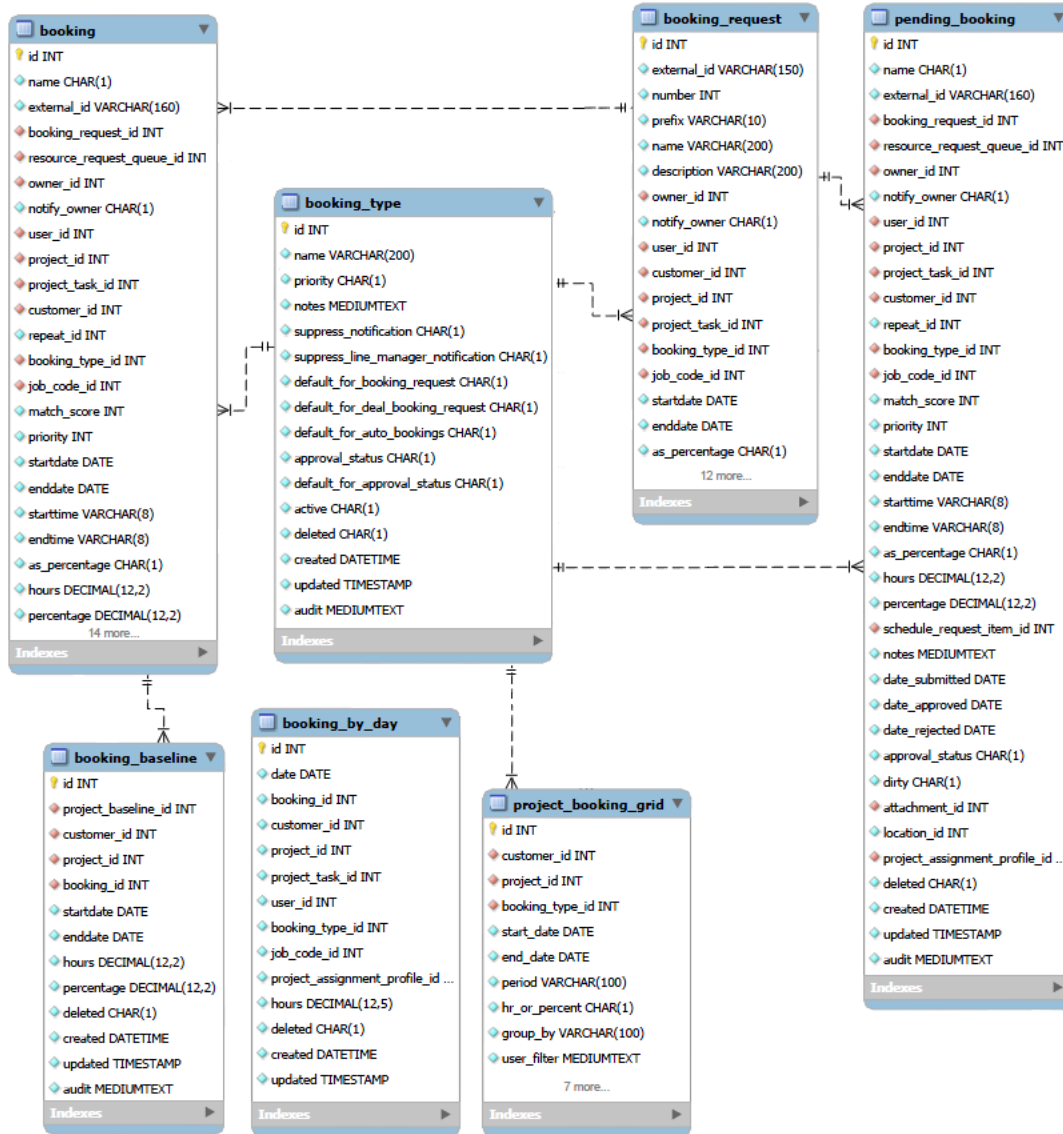 booking
id INT
name CHAR(1)
external_id VARCHAR(160)
booking_request_id INT
resource_request_queue_id INT
owner_id INT
notify_owner CHAR(1)
user_id INT
project_id INT
project_task_id INT
customer_id INT
repeat_id INT
booking_type_id INT
job_code_id INT
match_score INT
priority INT
startdate DATE
enddate DATE
starttime VARCHAR(8)
endtime VARCHAR(8)
as_percentage CHAR(1)
hours DECIMAL(12,2)
percentage DECIMAL(12,2)
14 more...
Indexes
booking_type
id INT
name VARCHAR(200)
priority CHAR(1)
notes MEDIUMTEXT
suppress_notification CHAR(1)
suppress_line_manager_notification CHAR(1)
default_for_booking_request CHAR(1)
default_for_deal_booking_request CHAR(1)
default_for_auto_bookings CHAR(1)
approval_status CHAR(1)
default_for_approval_status CHAR(1)
active CHAR(1)
deleted CHAR(1)
created DATETIME
updated TIMESTAMP
audit MEDIUMTEXT
Indexes
booking_request
id INT
external_id VARCHAR(150)
number INT
prefix VARCHAR(10)
name VARCHAR(200)
description VARCHAR(200)
owner_id INT
notify_owner CHAR(1)
user_id INT
customer_id INT
project_id INT
project_task_id INT
booking_type_id INT
job_code_id INT
startdate DATE
enddate DATE
as_percentage CHAR(1)
12 more...
Indexes
pending_booking
id INT
name CHAR(1)
external_id VARCHAR(160)
booking_request_id INT
resource_request_queue_id INT
owner_id INT
notify_owner CHAR(1)
user_id INT
project_id INT
project_task_id INT
customer_id INT
repeat_id INT
booking_type_id INT
job_code_id INT
match_score INT
priority INT
startdate DATE
enddate DATE
starttime VARCHAR(8)
endtime VARCHAR(8)
as_percentage CHAR(1)
hours DECIMAL(12,2)
percentage DECIMAL(12,2)
schedule_request_item_id INT
notes MEDIUMTEXT
date_submitted DATE
date_approved DATE
date_rejected DATE
approval_status CHAR(1)
dirty CHAR(1)
attachment_id INT
location_id INT
project_assignment_profile_id ...
deleted CHAR(1)
created DATETIME
updated TIMESTAMP
audit MEDIUMTEXT
Indexes
booking_baseline
id INT
project_baseline_id INT
customer_id INT
project_id INT
booking_id INT
startdate DATE
enddate DATE
hours DECIMAL(12,2)
percentage DECIMAL(12,2)
deleted CHAR(1)
created DATETIME
updated TIMESTAMP
audit MEDIUMTEXT
Indexes
booking_by_day
id INT
date DATE
booking_id INT
customer_id INT
project_id INT
project_task_id INT
user_id INT
booking_type_id INT
job_code_id INT
project_assignment_profile_id ...
hours DECIMAL(12,5)
deleted CHAR(1)
created DATETIME
updated TIMESTAMP
Indexes
project_booking_grid
id INT
customer_id INT
project_id INT
booking_type_id INT
start_date DATE
end_date DATE
period VARCHAR(100)
hr_or_percent CHAR(1)
group_by VARCHAR(100)
user_filter MEDIUMTEXT
7 more...
Indexes